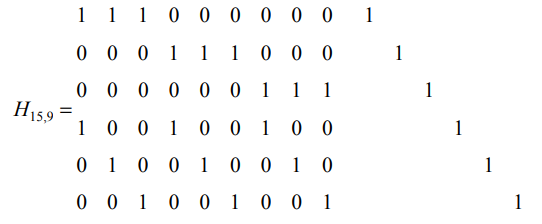 1 1 1 0 0 0 0 0 0 1
0 0 0 1 1 1 0 0 0 1
0 0 0 0 0 0 1 1 1 1
H15,9 =
1 0 0 1 0 0 1 0 0 1
0 1 0 0 1 0 0 1 0 1
0 0 1 0 0 1 0 0 1 1